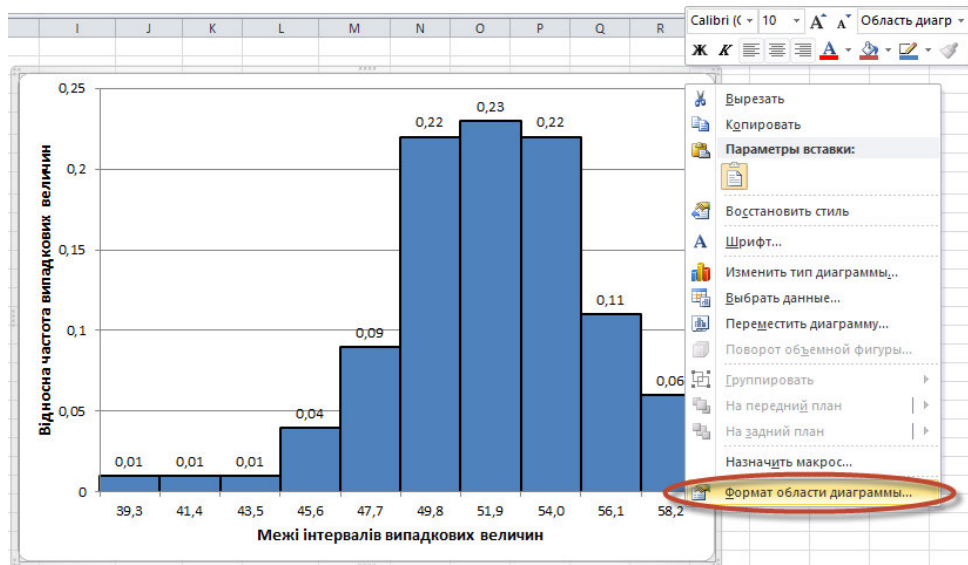 I J K L M N O P Q R
Calibri (( 10 A A Область диагр
Ж К A
0,25
0,2
0,15
0,1
0,05
0
Відносна частота випадкових величин
0,01 0,01 0,01 0,04 0,09 0,22 0,23 0,22 0,11 0,06
39,3 41,4 43,5 45,6 47,7 49,8 51,9 54,0 56,1 58,2
Межі інтервалів випадкових величин
Вырезать
Копировать
Параметры вставки:
Восстановить стиль
A Шрифт...
Изменить тип диаграммы...
Выбрать данные...
Переместить диаграмму...
Поворот объемной фигуры...
Группировать
На передний план
На задний план
Назначить макрос...
Формат области диаграммы...